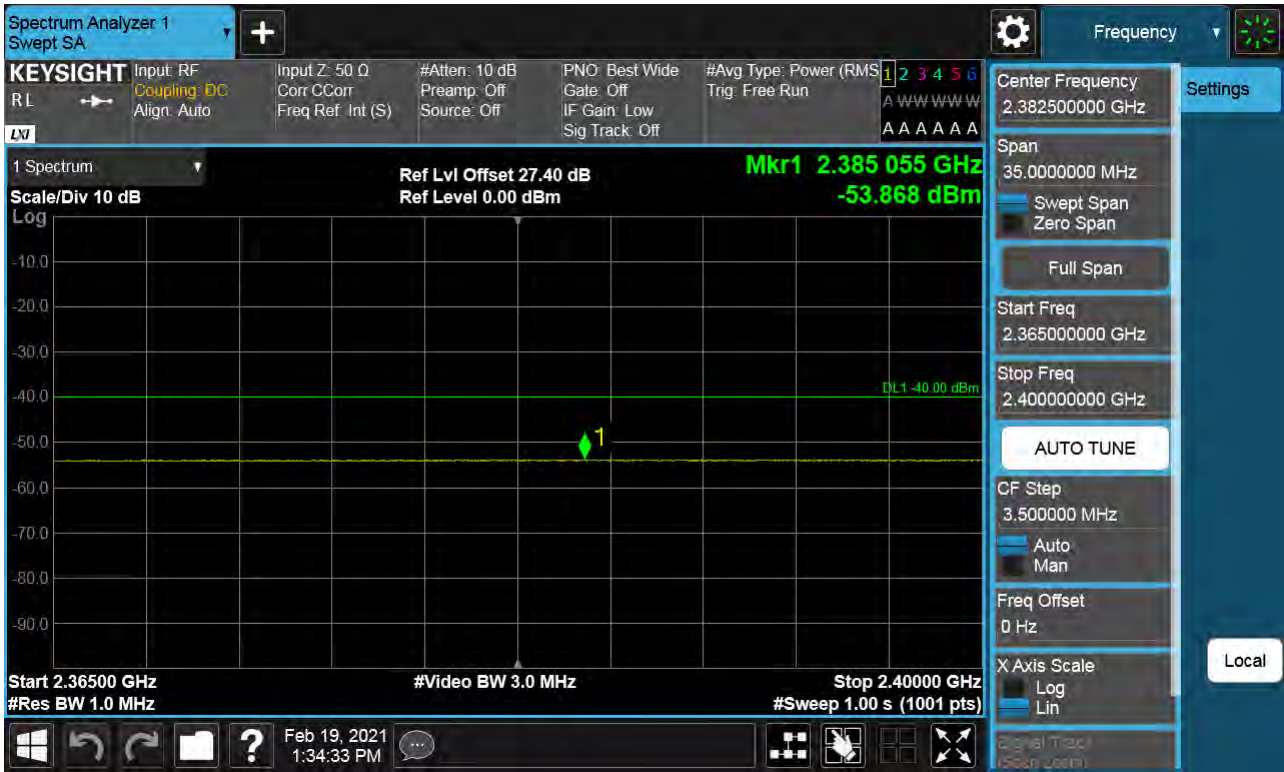 Spectrum Analyzer 1
Swept SA
+
Frequency
KEYSIGHT
RL
LXI
Input: RF
Coupling: DC
Align: Auto
Input Z: 50 Ω
Corr CCorr
Freq Ref: Int (S)
#Atten: 10 dB
Preamp: Off
Source: Off
PNO: Best Wide
Gate: Off
IF Gain: Low
Sig Track: Off
#Avg Type: Power (RMS
Trig: Free Run
1 2 3 4 5 6
A W W W W W
A A A A A A
1 Spectrum
Scale/Div 10 dB
Log
Ref Lvl Offset 27.40 dB
Ref Level 0.00 dBm
Mkr1 2.385 055 GHz
-53.868 dBm
-10.0
-20.0
-30.0
-40.0
DL1 -40.00 dBm
1
-50.0
-60.0
-70.0
-80.0
-90.0
Start 2.36500 GHz
#Video BW 3.0 MHz
Stop 2.40000 GHz
#Res BW 1.0 MHz
#Sweep 1.00 s (1001 pts)
Center Frequency
2.382500000 GHz
Span
35.0000000 MHz
Swept Span
Zero Span
Full Span
Start Freq
2.365000000 GHz
Stop Freq
2.400000000 GHz
AUTO TUNE
CF Step
3.500000 MHz
Auto
Man
Freq Offset
0 Hz
X Axis Scale
Log
Lin
Signal Track
(Span Zoom)
Settings
Local
?
Feb 19, 2021
1:34:33 PM